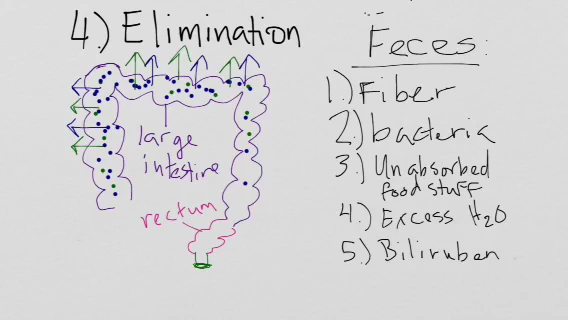 4.) Elimination
large
intestine
rectum
Feces:
1.) Fiber
2.) bacteria
3.) Unabsorbed
food stuff
4.) Excess H₂O
5.) Biliruben